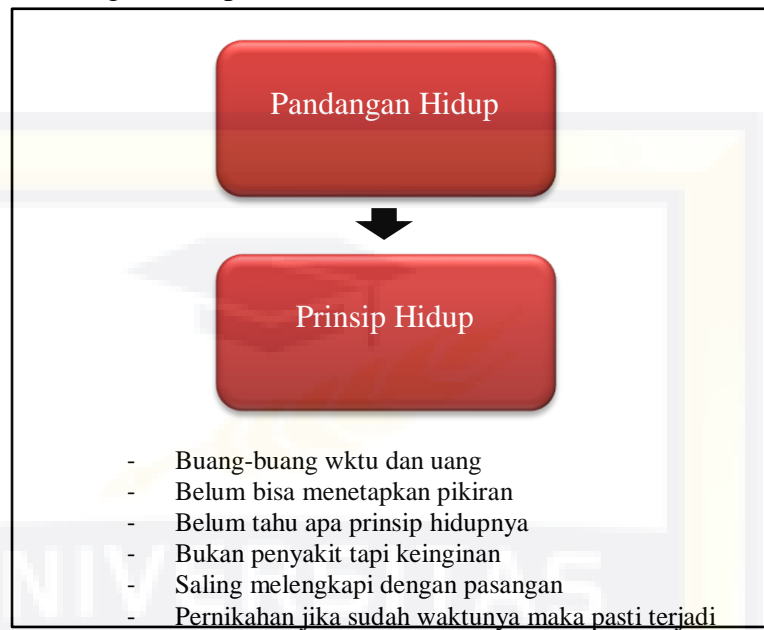 Pandangan Hidup
Prinsip Hidup
- Buang-buang wktu dan uang
- Belum bisa menetapkan pikiran
- Belum tahu apa prinsip hidupnya
- Bukan penyakit tapi keinginan
- Saling melengkapi dengan pasangan
- Pernikahan jika sudah waktunya maka pasti terjadi